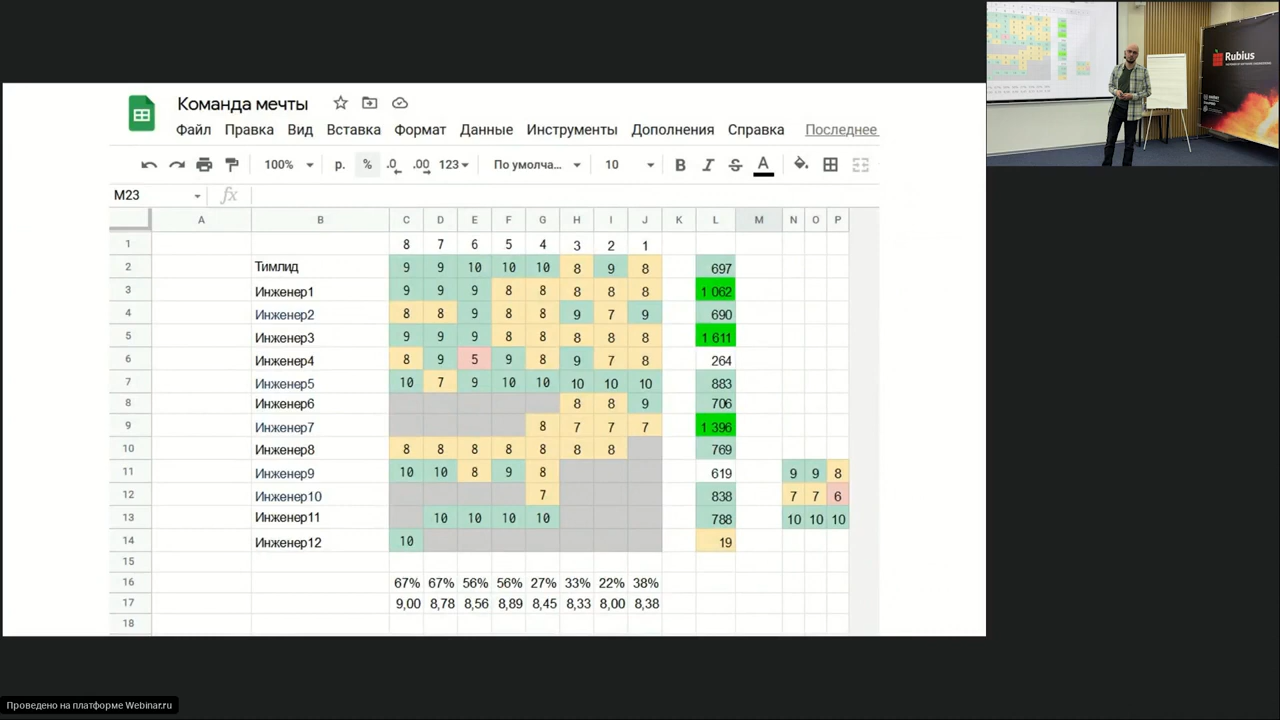 Команда мечты
Файл Правка Вид Вставка Формат Данные Инструменты Дополнения Справка Последнее
100% р. % .0 .00 123 По умолча... 10 B I S A
M23 fx
A B C D E F G H I J K L M N O P
1 8 7 6 5 4 3 2 1
2 Тимлид 9 9 10 10 10 8 9 8 697
3 Инженер1 9 9 9 8 8 8 8 8 1 062
4 Инженер2 8 8 9 8 8 9 7 9 690
5 Инженер3 9 9 9 8 8 8 8 8 1 611
6 Инженер4 8 9 5 9 8 9 7 8 264
7 Инженер5 10 7 9 10 10 10 10 10 883
8 Инженер6 8 8 9 706
9 Инженер7 8 7 7 7 1 396
10 Инженер8 8 8 8 8 8 8 8 769
11 Инженер9 10 10 8 9 8 619 9 9 8
12 Инженер10 7 838 7 7 6
13 Инженер11 10 10 10 10 788 10 10 10
14 Инженер12 10 19
15
16 67% 67% 56% 56% 27% 33% 22% 38%
17 9,00 8,78 8,56 8,89 8,45 8,33 8,00 8,38
18
Rubius
Проведено на платформе Webinar.ru